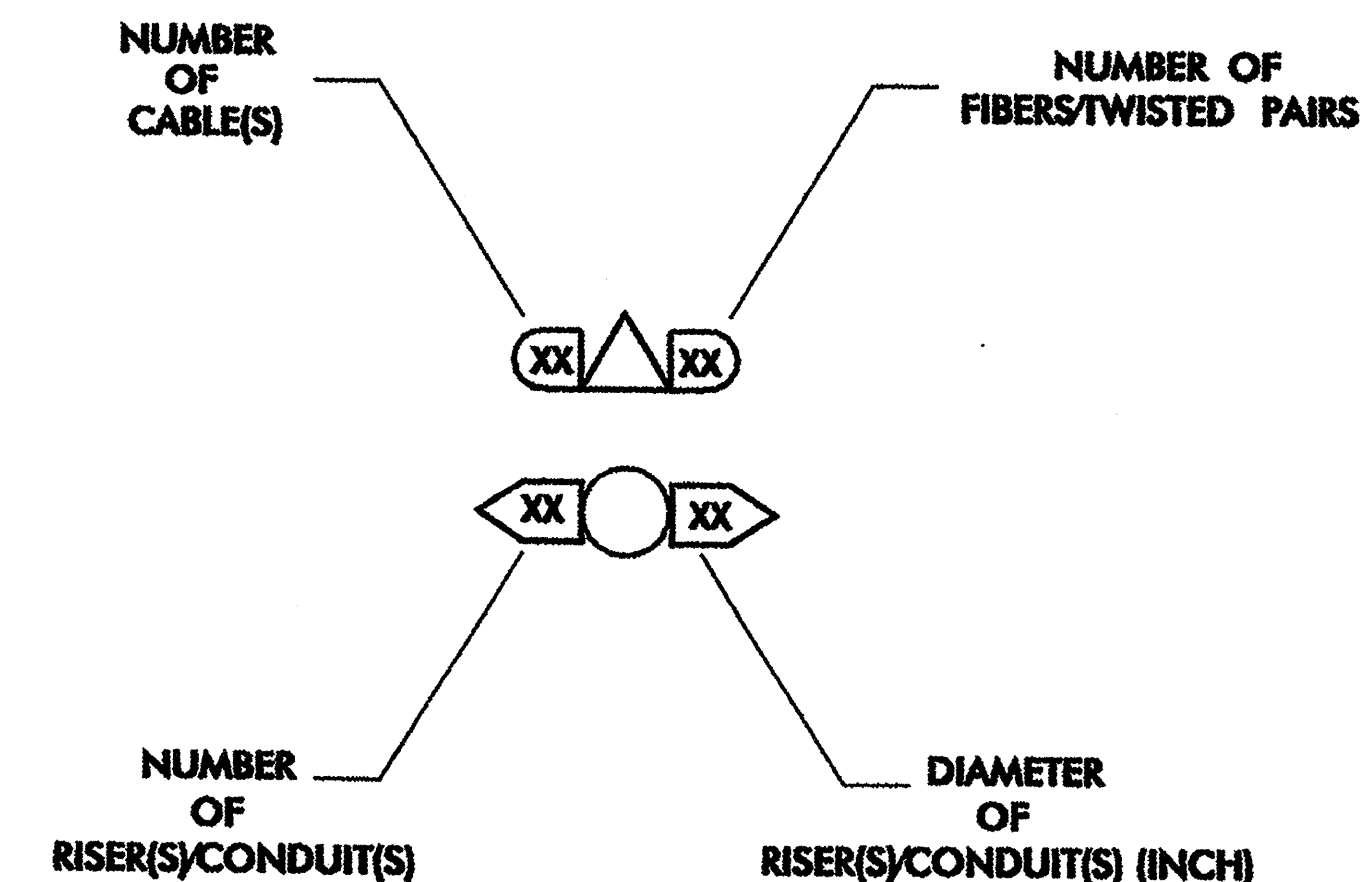 NUMBER
OF
CABLE(S)
NUMBER OF
FIBERS/TWISTED PAIRS
XX
XX
XX
XX
NUMBER
OF
RISER(S)/CONDUIT(S)
DIAMETER
OF
RISER(S)/CONDUIT(S) (INCH)